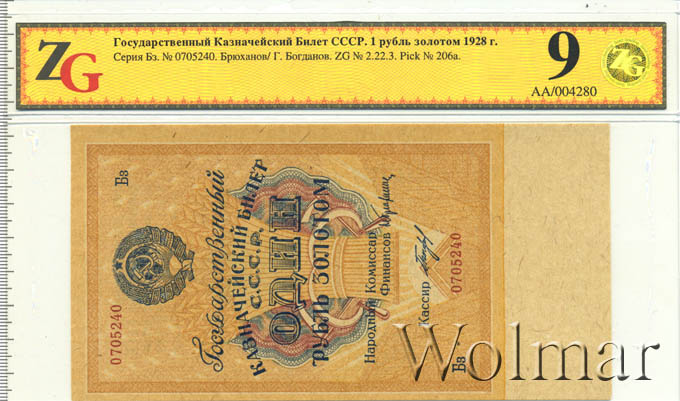 ZG
Государственный Казначейский Билет СССР. 1 рубль золотом 1928 г.
Серия Бз. № 0705240. Брюханов/ Г. Богданов. ZG № 2.22.3. Pick № 206a.
9
ZG
AA/004280
Бз
0705240
Государственный
КАЗНАЧЕЙСКИЙ БИЛЕТ
С.С.С.Р.
ОДИН
РУБЛЬ ЗОЛОТОМ
Народный Комиссар
Финансов
Кассир
0705240
Бз
Wolmar